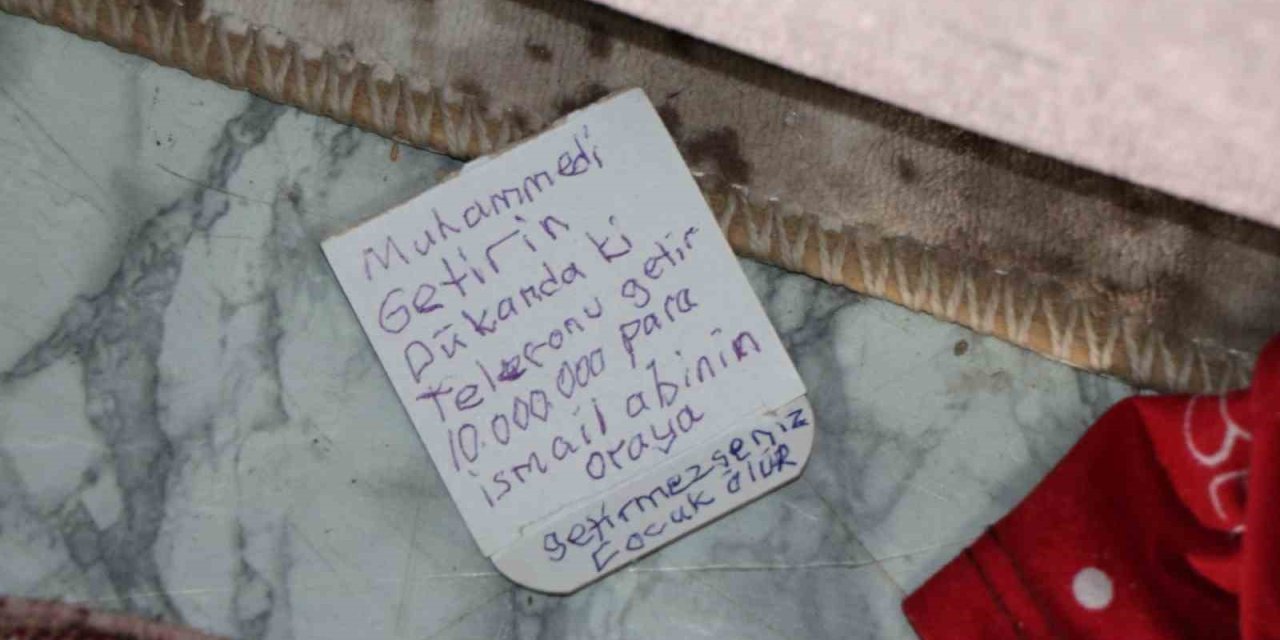 Muhammedi
Getirin
Dükanda ki
Telefonu getir
10.000.000 para
ismail abinin
oraya
getirmezseniz
Çocuk ölüR